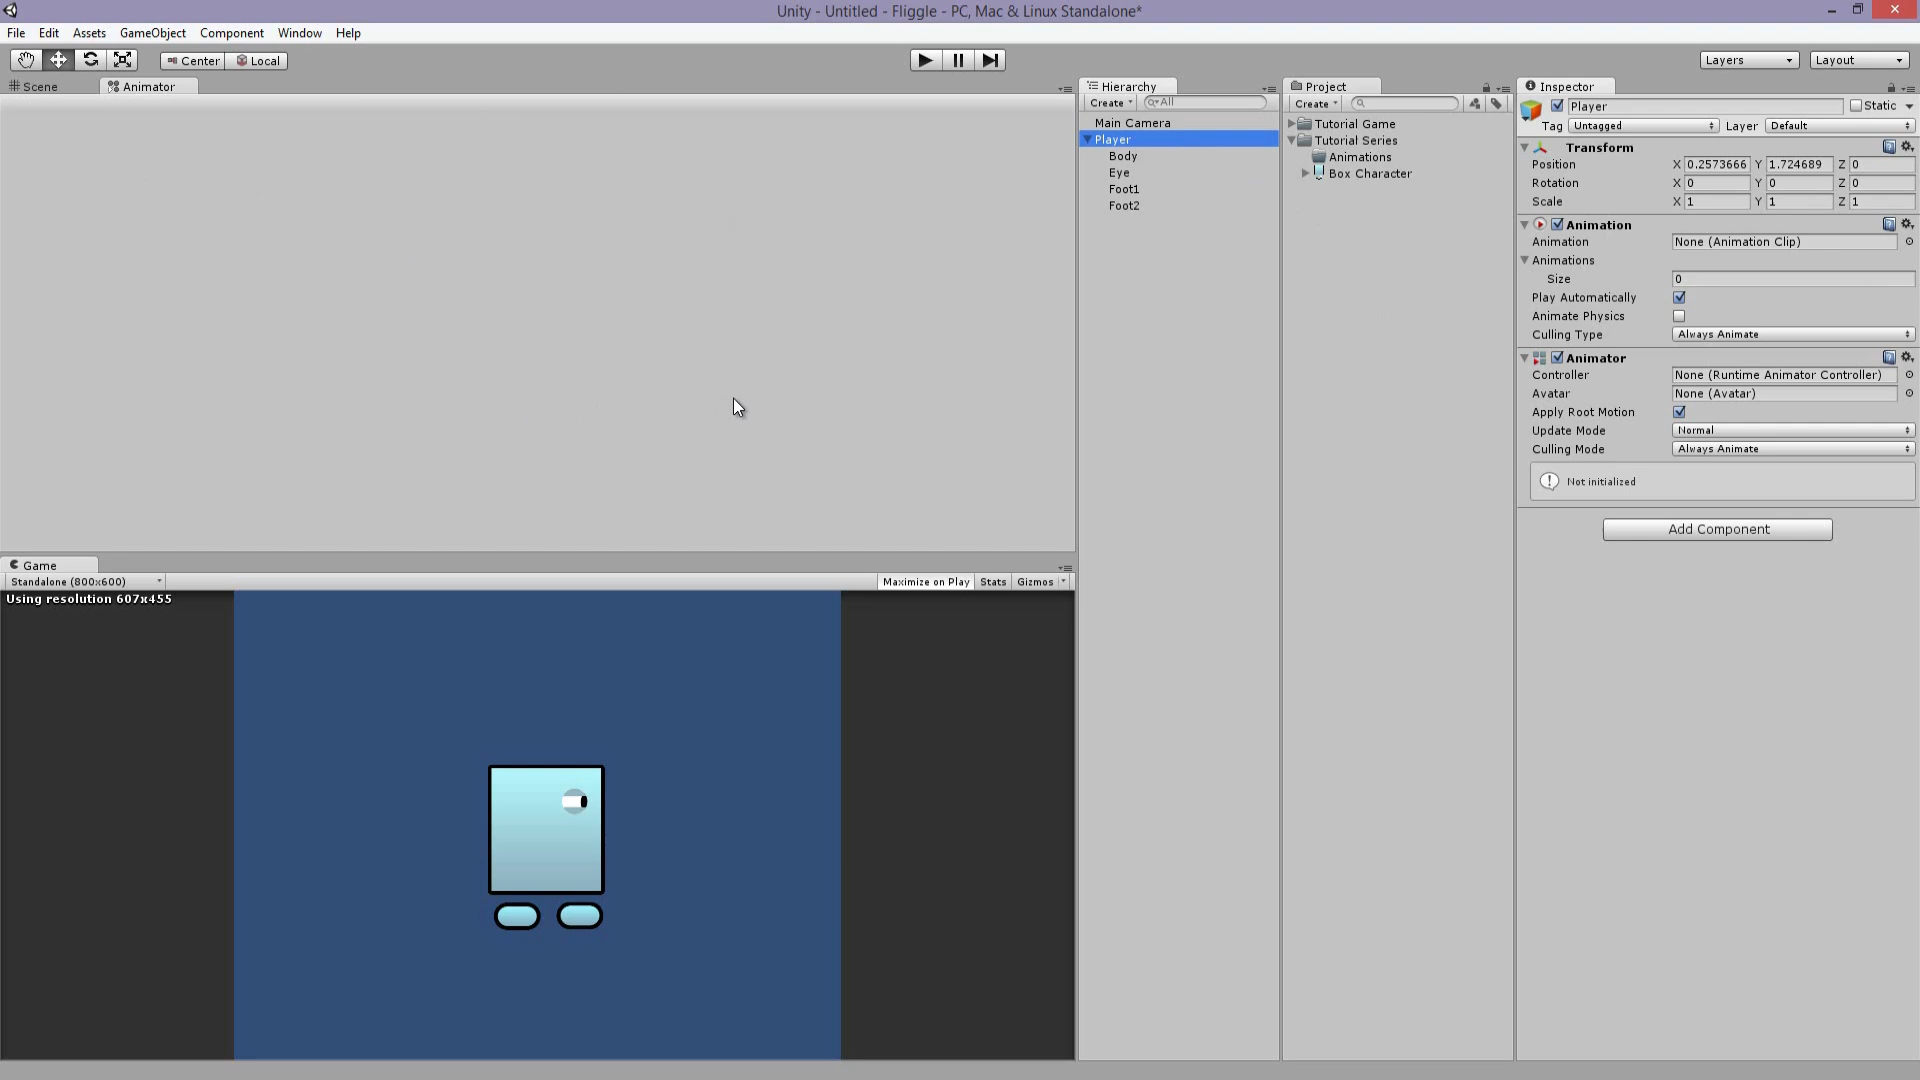 Unity - Untitled - Fliggle - PC, Mac & Linux Standalone*
File Edit Assets GameObject Component Window Help
Center Local Layers Layout
Scene Animator
Game
Standalone (800x600) Maximize on Play Stats Gizmos
Using resolution 607x455
Hierarchy
Create All
Main Camera
Player
Body
Eye
Foot1
Foot2
Project
Create
Tutorial Game
Tutorial Series
Animations
Box Character
Inspector
Player Static
Tag Untagged Layer Default
Transform
Position X 0.2573666 Y 1.724689 Z 0
Rotation X 0 Y 0 Z 0
Scale X 1 Y 1 Z 1
Animation
Animation None (Animation Clip)
Animations
Size 0
Play Automatically
Animate Physics
Culling Type Always Animate
Animator
Controller None (Runtime Animator Controller)
Avatar None (Avatar)
Apply Root Motion
Update Mode Normal
Culling Mode Always Animate
Not initialized
Add Component